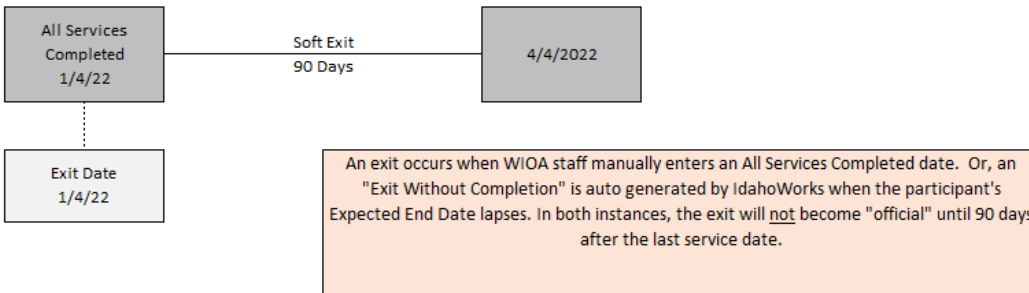 All Services
Completed
1/4/22
Soft Exit
90 Days
4/4/2022
Exit Date
1/4/22
An exit occurs when WIOA staff manually enters an All Services Completed date.  Or, an
"Exit Without Completion" is auto generated by IdahoWorks when the participant's
Expected End Date lapses. In both instances, the exit will not become "official" until 90 days
after the last service date.